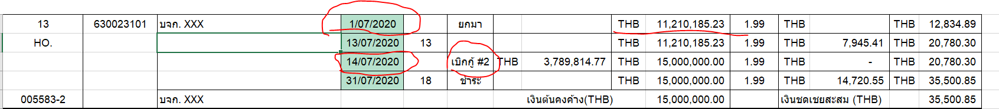 13 630023101 บจก. XXX 1/07/2020 ยกมา THB 11,210,185.23 1.99 THB THB 12,834.89
HO. 13/07/2020 13 THB 11,210,185.23 1.99 THB 7,945.41 THB 20,780.30
14/07/2020 เบิกกู้ #2 THB 3,789,814.77 THB 15,000,000.00 1.99 THB - THB 20,780.30
31/07/2020 18 ชำระ THB 15,000,000.00 1.99 THB 14,720.55 THB 35,500.85
005583-2 บจก. XXX เงินต้นคงค้าง(THB) 15,000,000.00 เงินชดเชยสะสม (THB) 35,500.85